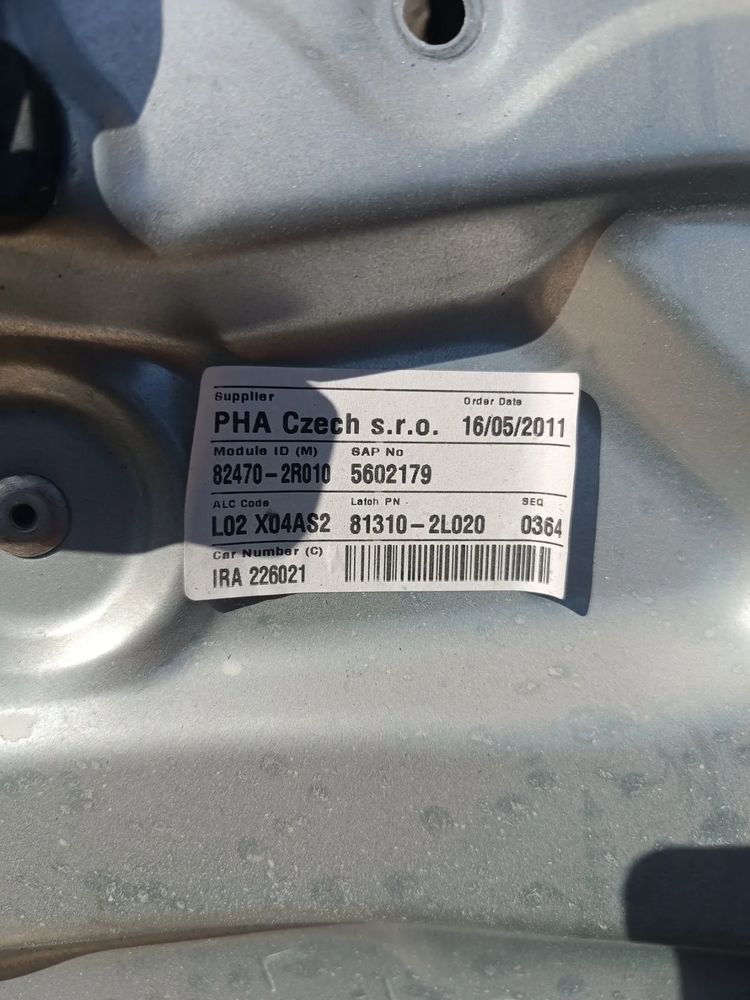 Supplier Order Date
PHA Czech s.r.o. 16/05/2011
Module ID (M) SAP No
82470-2R010 5602179
ALC Code Latch PN SEQ
L02 X04AS2 81310-2L020 0364
Car Number (C)
IRA 226021